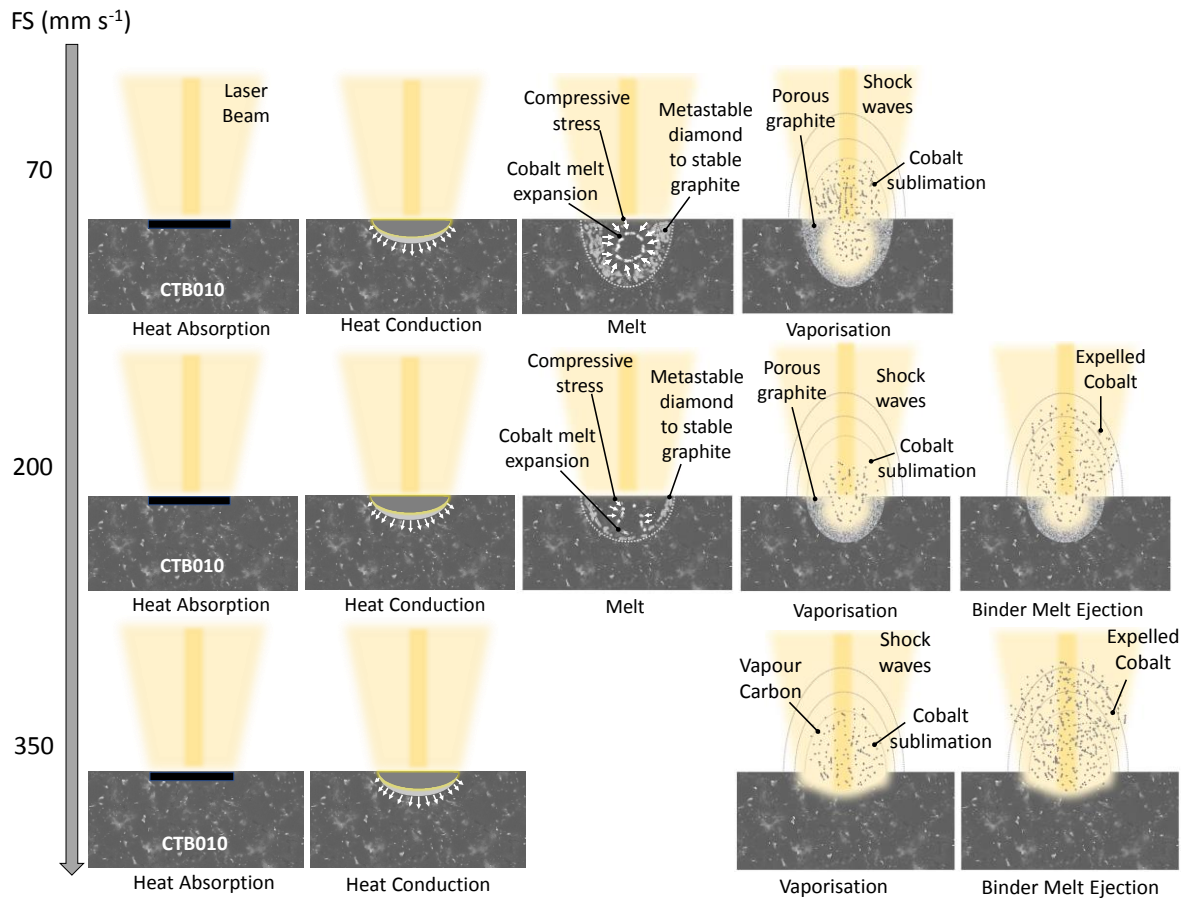 FS (mm s⁻¹)
70
Laser
Beam
CTB010
Heat Absorption
Heat Conduction
Compressive
stress
Cobalt melt
expansion
Metastable
diamond
to stable
graphite
Melt
Porous
graphite
Shock
waves
Cobalt
sublimation
Vaporisation
200
CTB010
Heat Absorption
Heat Conduction
Compressive
stress
Cobalt melt
expansion
Metastable
diamond
to stable
graphite
Melt
Porous
graphite
Shock
waves
Cobalt
sublimation
Vaporisation
Expelled
Cobalt
Binder Melt Ejection
350
CTB010
Heat Absorption
Heat Conduction
Vapour
Carbon
Shock
waves
Cobalt
sublimation
Vaporisation
Expelled
Cobalt
Binder Melt Ejection